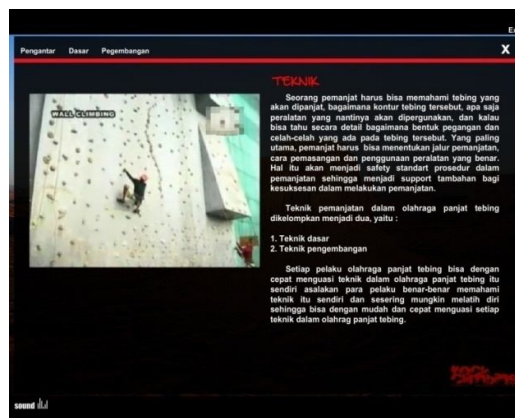 Pengantar Dasar Pegembangan X
TEKNIK
WALL CLIMBING
Seorang pemanjat harus bisa memahami tebing yang
akan dipanjat, bagaimana kontur tebing tersebut, apa saja
peralatan yang nantinya akan dipergunakan, dan kalau
bisa tahu secara detail bagaimana bentuk pegangan dan
celah-celah yang ada pada tebing tersebut. Yang paling
utama, pemanjat harus bisa menentukan jalur pemanjatan,
cara pemasangan dan penggunaan peralatan yang benar.
Hal itu akan menjadi safety standart prosedur dalam
pemanjatan sehingga menjadi support tambahan bagi
kesuksesan dalam melakukan pemanjatan.
Teknik pemanjatan dalam olahraga panjat tebing
dikelompkan menjadi dua, yaitu :
1. Teknik dasar
2. Teknik pengembangan
Setiap pelaku olahraga panjat tebing bisa dengan
cepat menguasi teknik dalam olahraga panjat tebing itu
sendiri asalakan para pelaku benar-benar memahami
teknik itu sendiri dan sesering mungkin melatih diri
sehingga bisa dengan mudah dan cepat menguasi setiap
teknik dalam olahrag panjat tebing.
sound